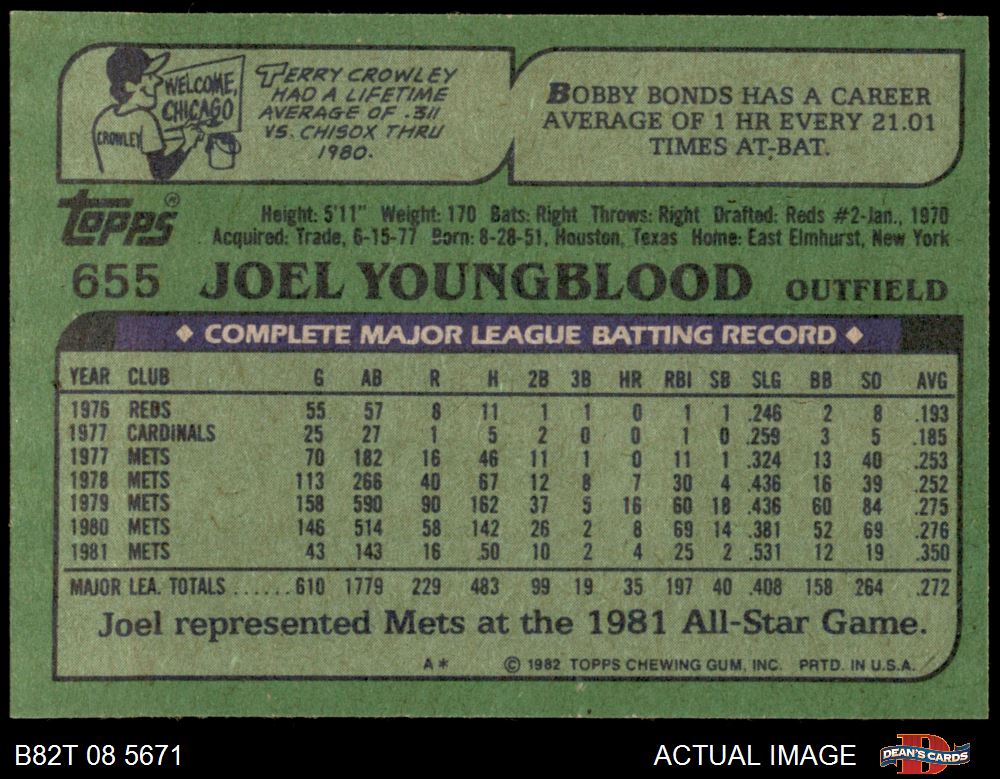 WELCOME,
CHICAGO
CROWLEY
TERRY CROWLEY
HAD A LIFETIME
AVERAGE OF .311
VS. CHISOX THRU
1980.
BOBBY BONDS HAS A CAREER
AVERAGE OF 1 HR EVERY 21.01
TIMES AT-BAT.
topps®
Height: 5'11" Weight: 170 Bats: Right Throws: Right Drafted: Reds #2-Jan., 1970
Acquired: Trade, 6-15-77 Born: 8-28-51, Houston, Texas Home: East Elmhurst, New York
655 JOEL YOUNGBLOOD OUTFIELD
◆ COMPLETE MAJOR LEAGUE BATTING RECORD ◆
YEAR CLUB G AB R H 2B 3B HR RBI SB SLG BB SO AVG
1976 REDS 55 57 8 11 1 1 0 1 1 .246 2 8 .193
1977 CARDINALS 25 27 1 5 2 0 0 1 0 .259 3 5 .185
1977 METS 70 182 16 46 11 1 0 11 1 .324 13 40 .253
1978 METS 113 266 40 67 12 8 7 30 4 .436 16 39 .252
1979 METS 158 590 90 162 37 5 16 60 18 .436 60 84 .275
1980 METS 146 514 58 142 26 2 8 69 14 .381 52 69 .276
1981 METS 43 143 16 50 10 2 4 25 2 .531 12 19 .350
MAJOR LEA. TOTALS ......610 1779 229 483 99 19 35 197 40 .408 158 264 .272
Joel represented Mets at the 1981 All-Star Game.
A* © 1982 TOPPS CHEWING GUM, INC. PRTD. IN U.S.A.
B82T 08 5671 ACTUAL IMAGE DEAN'S CARDS